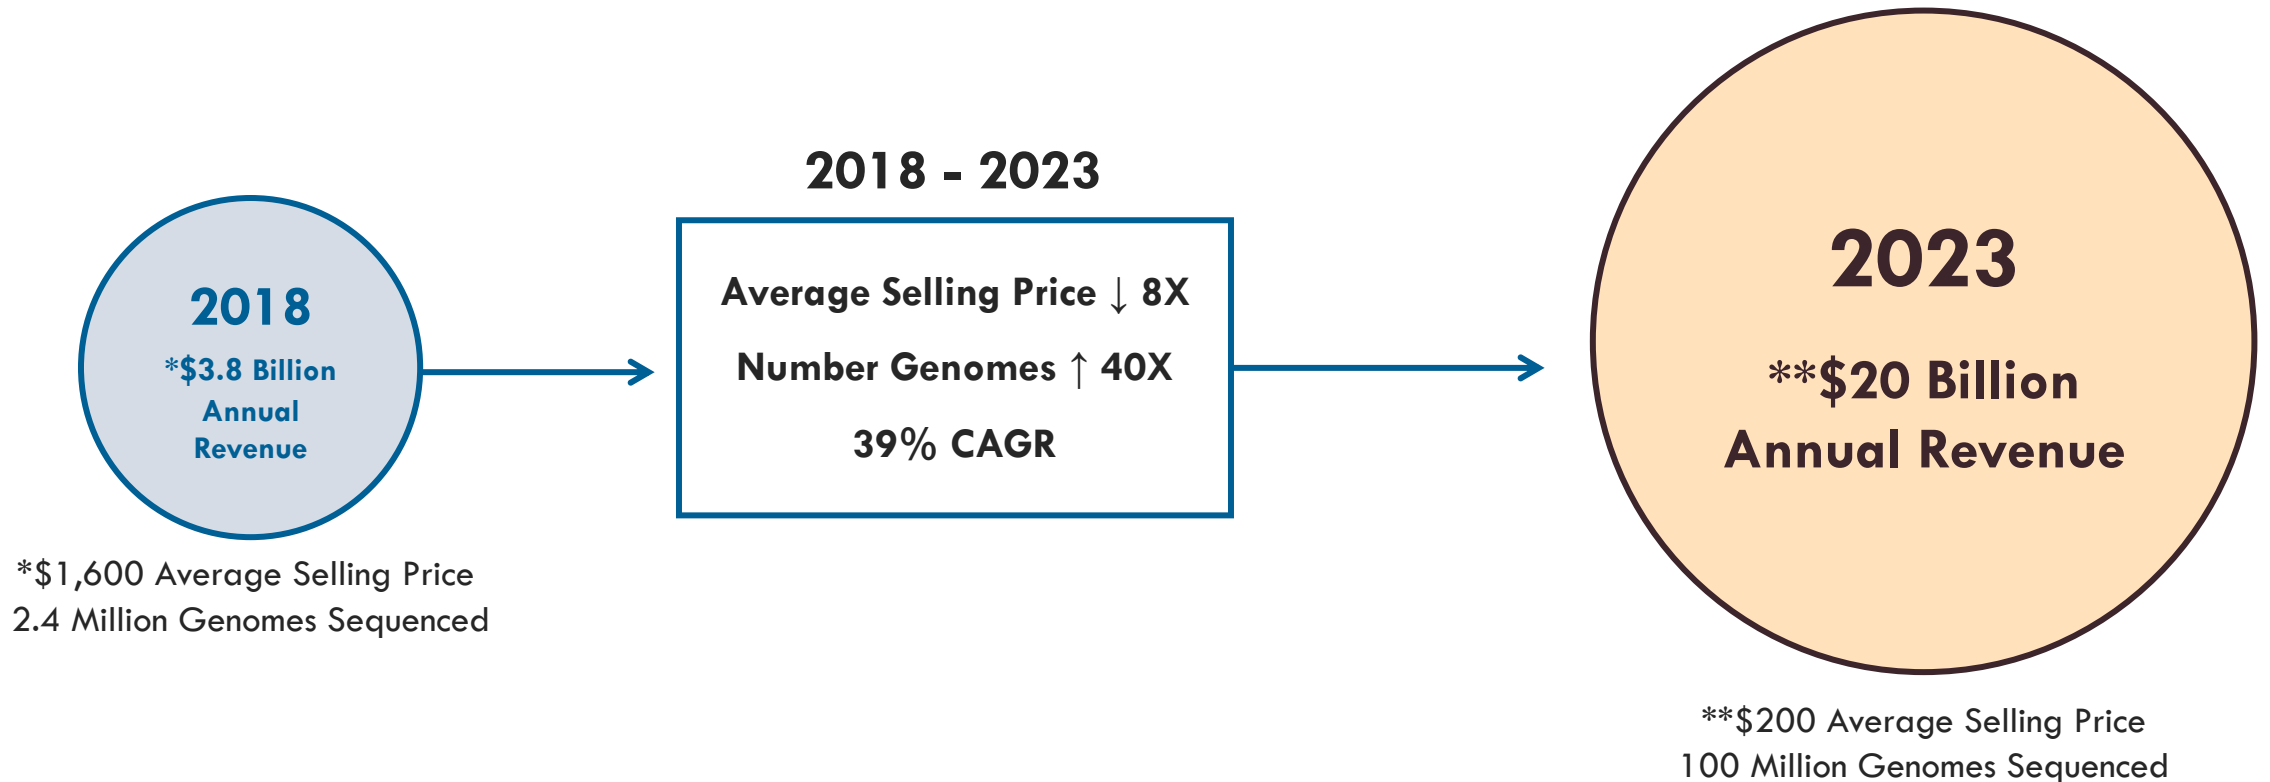 2018
*$3.8 Billion
Annual
Revenue
*$1,600 Average Selling Price
2.4 Million Genomes Sequenced
2018 - 2023
Average Selling Price ↓ 8X
Number Genomes ↑ 40X
39% CAGR
2023
**$20 Billion
Annual Revenue
**$200 Average Selling Price
100 Million Genomes Sequenced